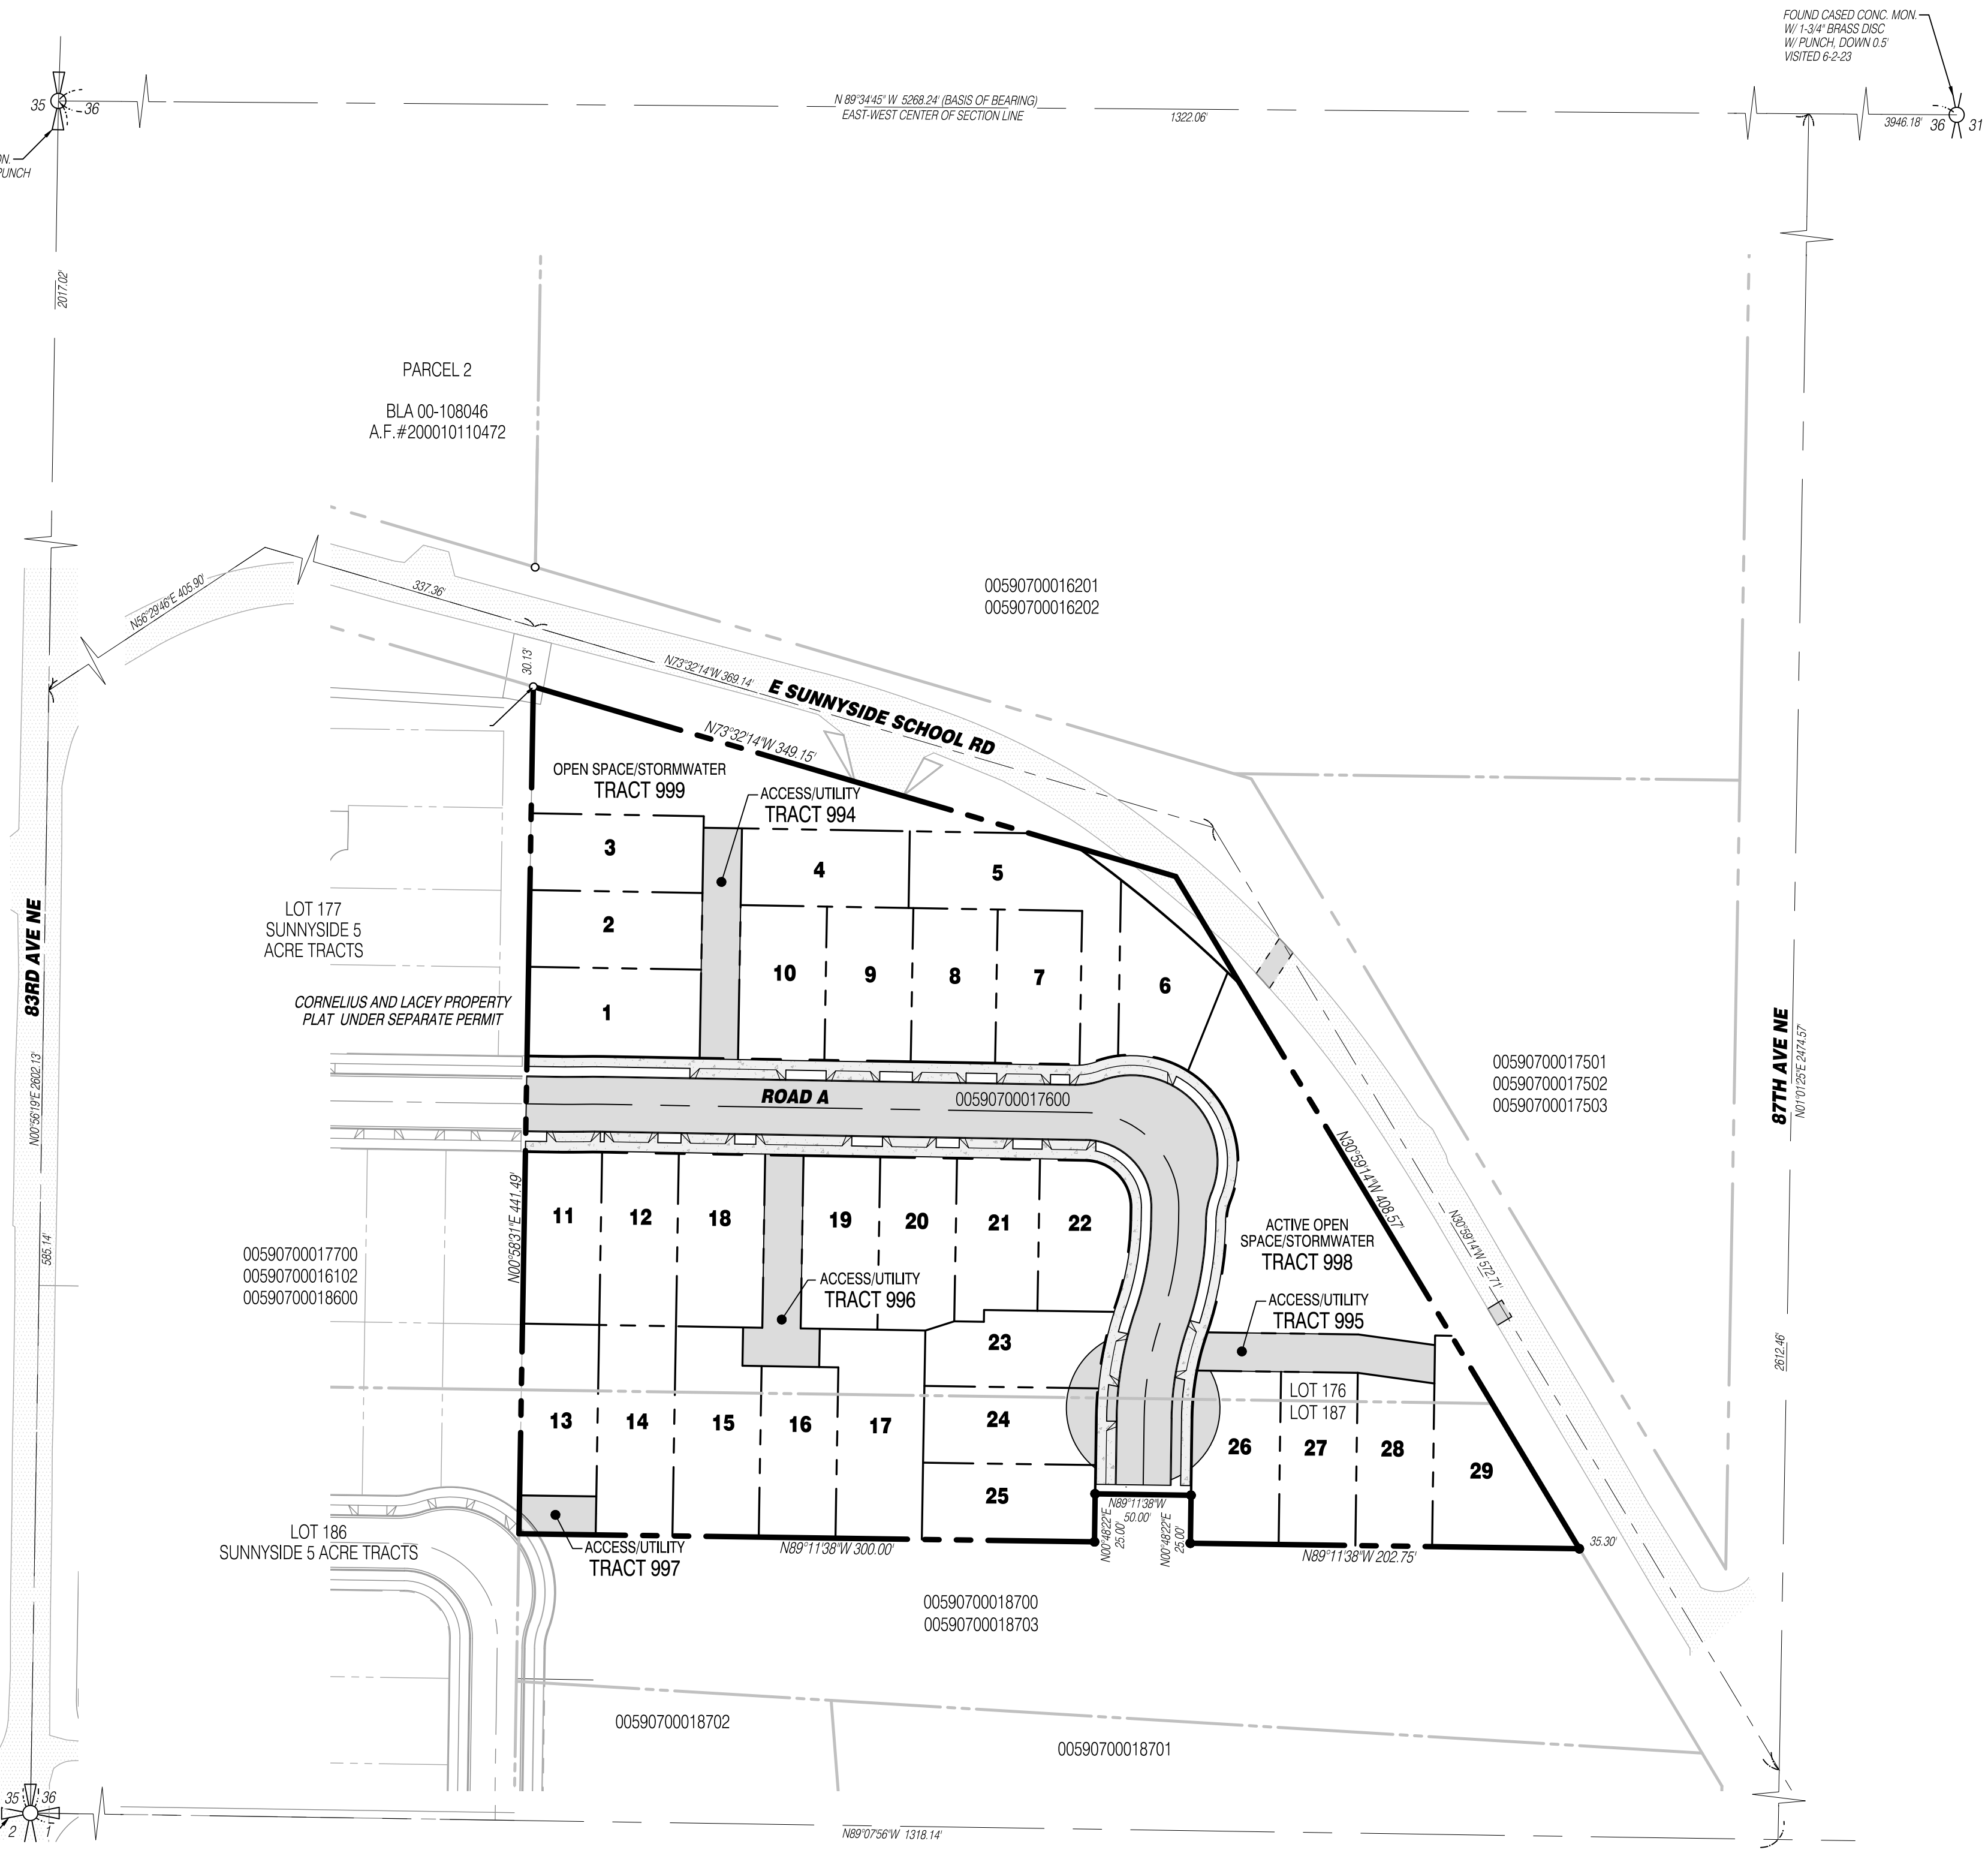 FOUND CASED CONC. MON.
W/ 1-3/4" BRASS DISC
W/ PUNCH, DOWN 0.5'
VISITED 6-2-23
35
36
N 89°34'45" W 5268.24' (BASIS OF BEARING)
EAST-WEST CENTER OF SECTION LINE
1322.06'
3946.18'
36
31
ON.
PUNCH
2017.02'
PARCEL 2
BLA 00-108046
A.F.#200010110472
N56°29'46"E 405.90'
337.36'
00590700016201
00590700016202
30.13'
N73°32'14"W 369.14'
E SUNNYSIDE SCHOOL RD
N73°32'14"W 349.15'
OPEN SPACE/STORMWATER
TRACT 999
ACCESS/UTILITY
TRACT 994
3
4
5
2
LOT 177
SUNNYSIDE 5
ACRE TRACTS
10
9
8
7
6
1
CORNELIUS AND LACEY PROPERTY
PLAT UNDER SEPARATE PERMIT
83RD AVE NE
N00°56'19"E 2602.13'
585.14'
87TH AVE NE
N01°01'25"E 2474.57'
00590700017501
00590700017502
00590700017503
ROAD A
00590700017600
N30°59'14"W 408.57'
N00°58'31"E 441.49'
11
12
18
19
20
21
22
ACTIVE OPEN
SPACE/STORMWATER
TRACT 998
N30°59'14"W 572.71'
00590700017700
00590700016102
00590700018600
ACCESS/UTILITY
TRACT 996
ACCESS/UTILITY
TRACT 995
23
2612.46'
LOT 176
LOT 187
13
14
15
16
17
24
26
27
28
29
25
N89°11'38"W
50.00'
N00°48'22"E
25.00'
N00°48'22"E
25.00'
LOT 186
SUNNYSIDE 5 ACRE TRACTS
ACCESS/UTILITY
TRACT 997
N89°11'38"W 300.00'
N89°11'38"W 202.75'
35.30'
00590700018700
00590700018703
00590700018702
00590700018701
35
36
2
1
N89°07'56"W 1318.14'